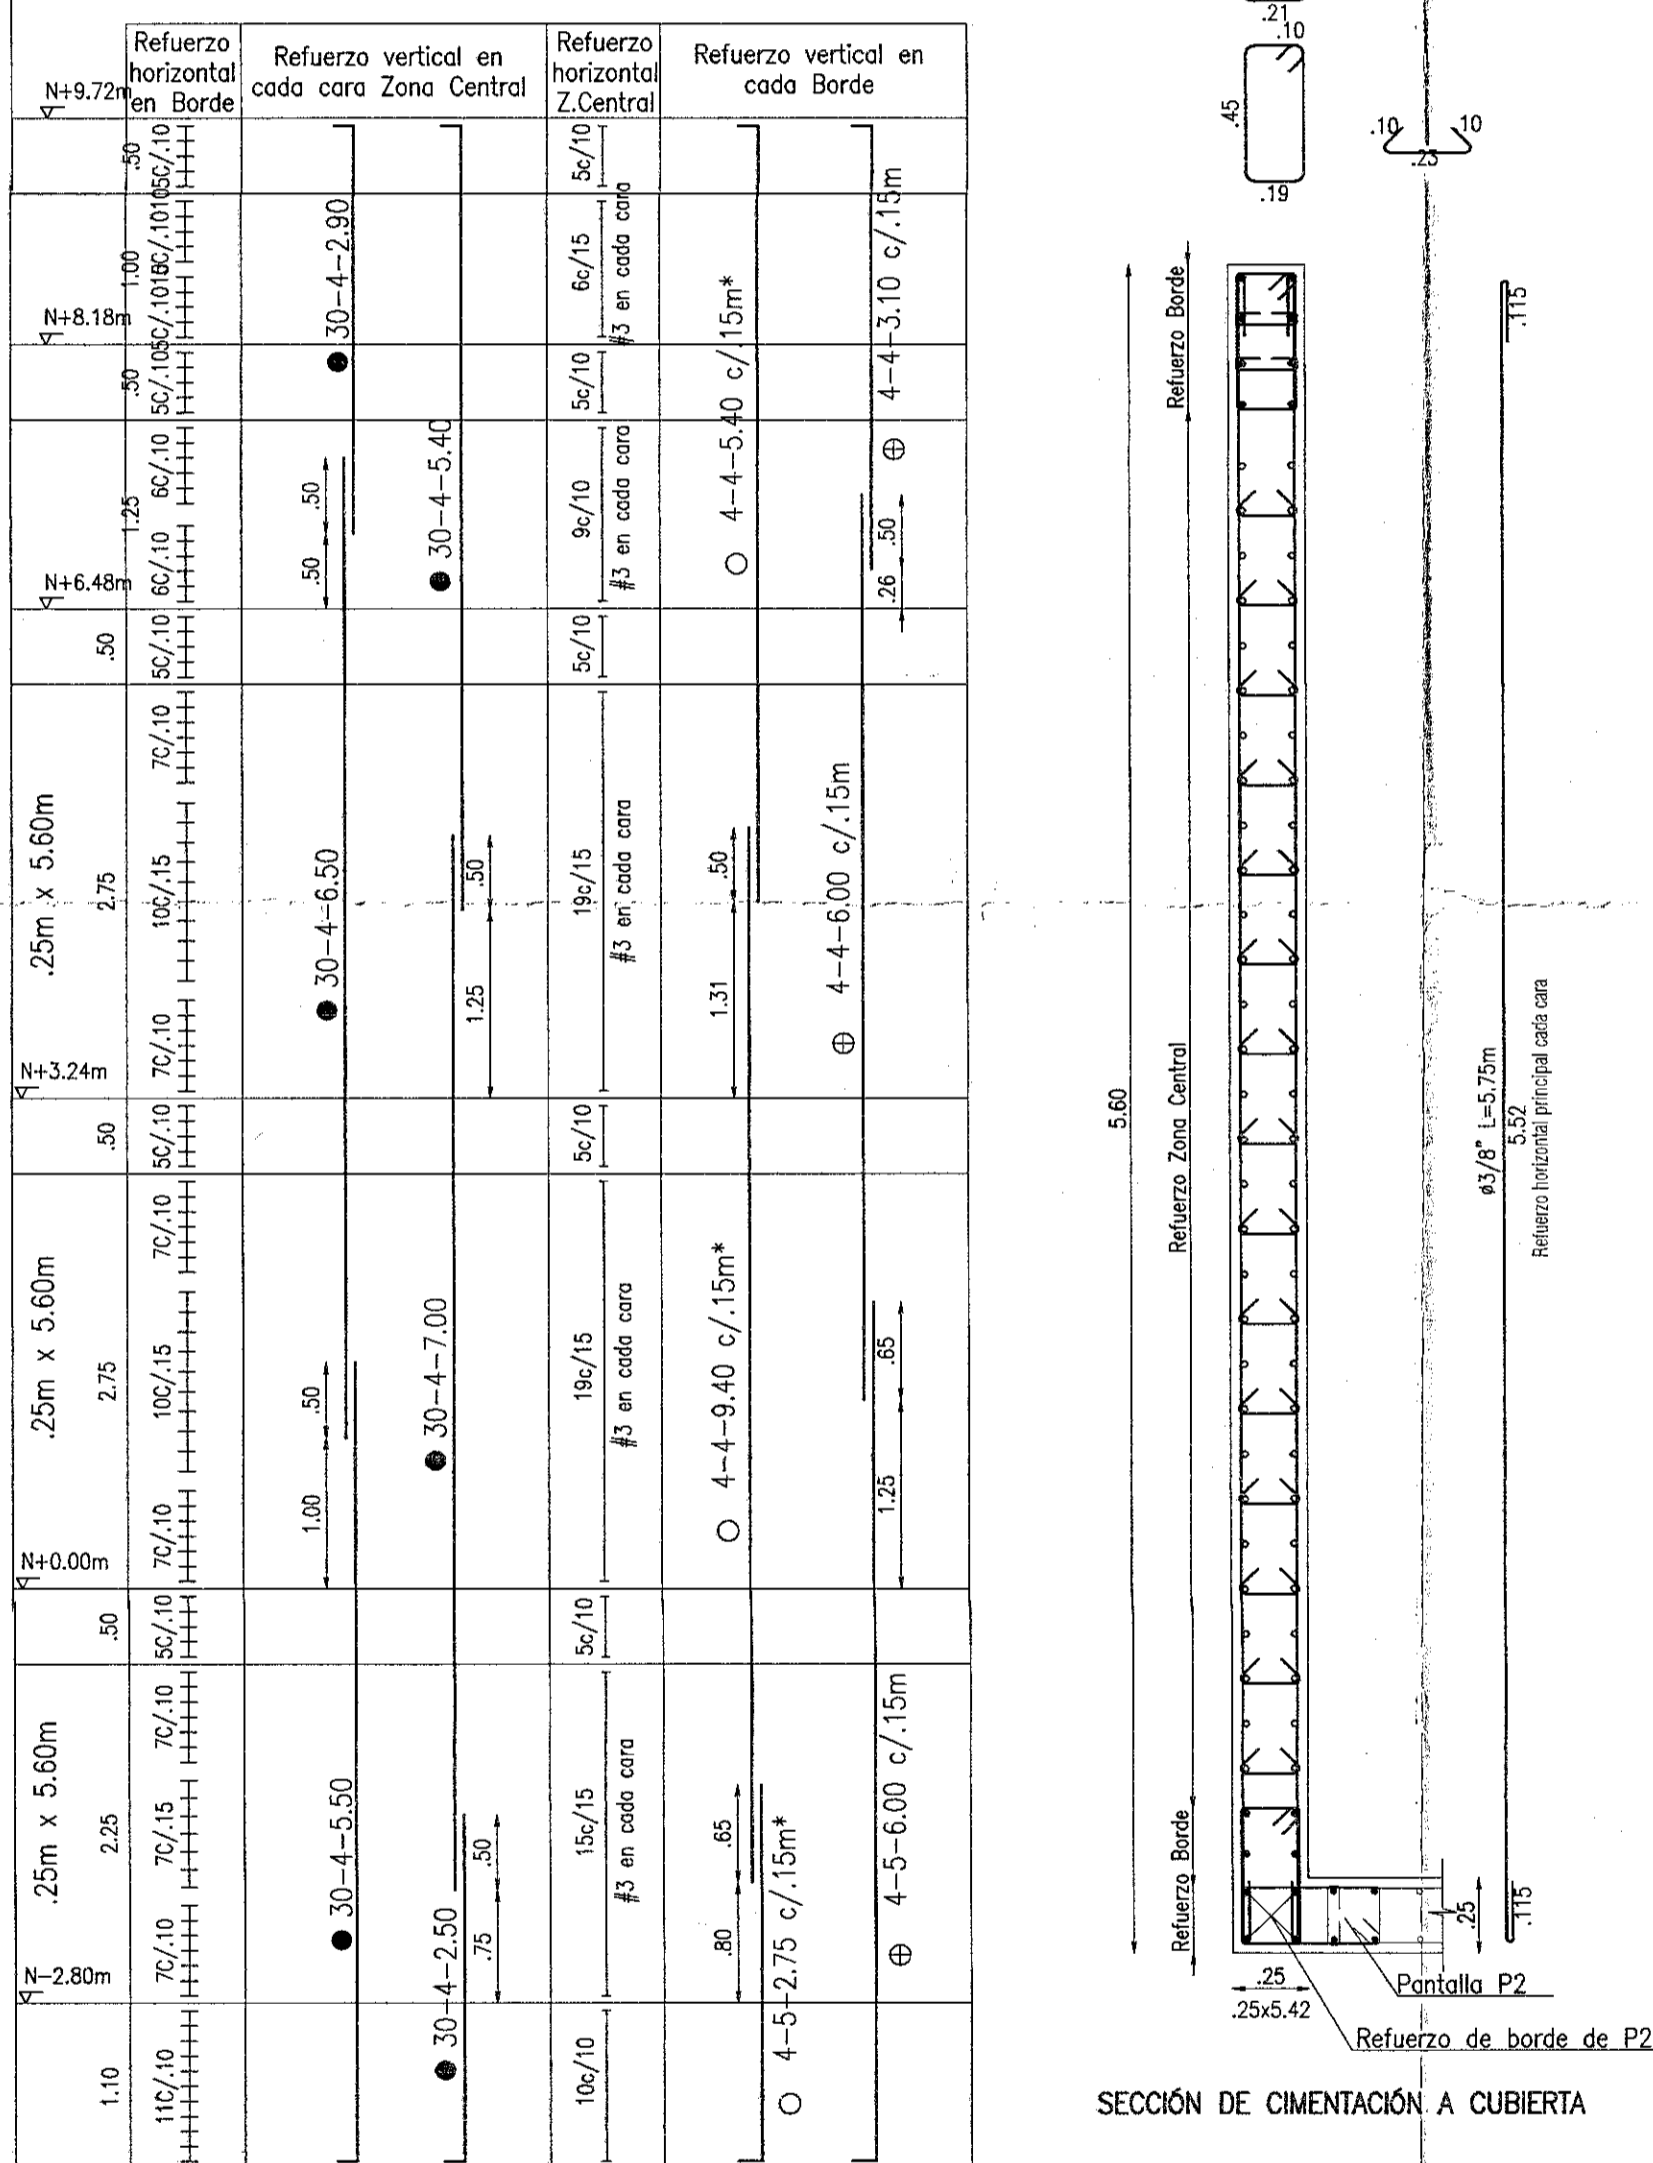 Refuerzo
horizontal
en Borde
Refuerzo vertical en
cada cara Zona Central
Refuerzo
horizontal
Z.Central
Refuerzo vertical en
cada Borde
N+9.72m
.50
5C/.10
5c/10
1.00
30-4-2.90
6c/15
#3 en cada cara
4-4-3.10 c/.15m
N+8.18m
.50
5C/.10
5c/10
4-4-5.40 c/.15m*
1.25
6C/.10
6C/.10
.50
.50
30-4-5.40
9c/10
#3 en cada cara
.50
.26
N+6.48m
.50
5C/.10
5c/10
.25m x 5.60m
2.75
7C/.10
10C/.15
7C/.10
30-4-6.50
.50
1.25
19c/15
#3 en cada cara
.50
1.31
4-4-6.00 c/.15m
N+3.24m
.50
5C/.10
5c/10
.25m x 5.60m
2.75
7C/.10
10C/.15
7C/.10
.50
1.00
30-4-7.00
19c/15
#3 en cada cara
4-4-9.40 c/.15m*
.65
1.25
N+0.00m
.50
5C/.10
5c/10
.25m x 5.60m
2.25
7C/.10
7C/.15
7C/.10
30-4-5.50
.50
.75
15c/15
#3 en cada cara
.65
.80
4-5-6.00 c/.15m
N-2.80m
1.10
11C/.10
30-4-2.50
10c/10
4-5-2.75 c/.15m*
.21
.10
.45
.19
.10
.10
.23
Refuerzo Borde
.115
5.60
Refuerzo Zona Central
ø3/8" L=5.75m
5.52
Refuerzo horizontal principal cada cara
Refuerzo Borde
.25
.115
.25
.25x5.42
Pantalla P2
Refuerzo de borde de P2
SECCIÓN DE CIMENTACIÓN A CUBIERTA